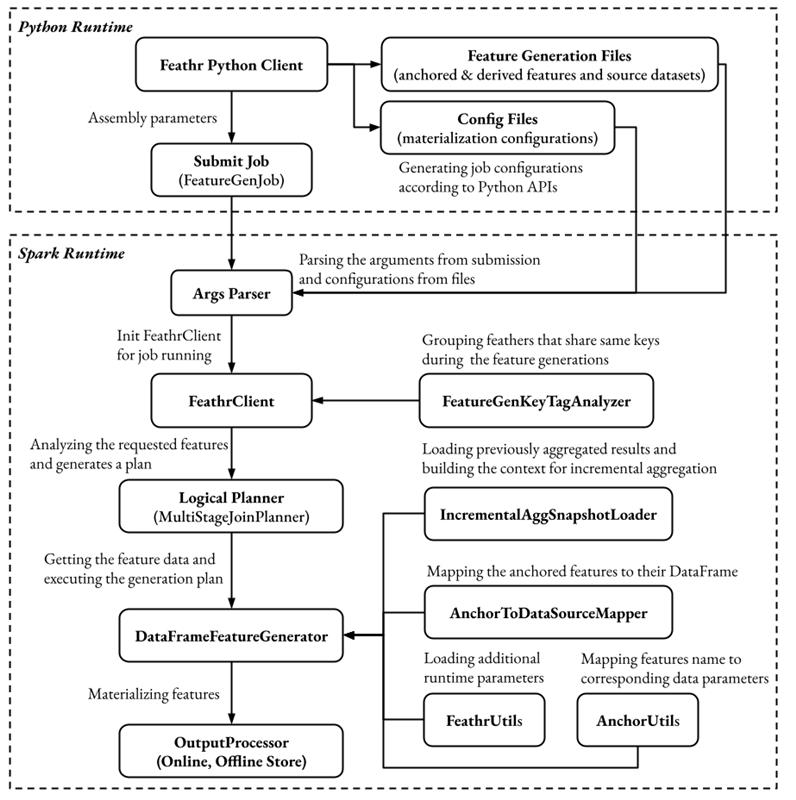 Python Runtime
Feathr Python Client
Feature Generation Files
(anchored & derived features and source datasets)
Assembly parameters
Config Files
(materialization configurations)
Submit Job
(FeatureGenJob)
Generating job configurations
according to Python APIs
Spark Runtime
Parsing the arguments from submission
and configurations from files
Args Parser
Init FeathrClient
for job running
Grouping feathers that share same keys
during the feature generations
FeathrClient
FeatureGenKeyTagAnalyzer
Analyzing the requested features
and generates a plan
Loading previously aggregated results and
building the context for incremental aggregation
Logical Planner
(MultiStageJoinPlanner)
IncrementalAggSnapshotLoader
Getting the feature data and
executing the generation plan
Mapping the anchored features to their DataFrame
AnchorToDataSourceMapper
DataFrameFeatureGenerator
Loading additional
runtime parameters
Mapping features name to
corresponding data parameters
Materializing features
FeathrUtils
AnchorUtils
OutputProcessor
(Online, Offline Store)